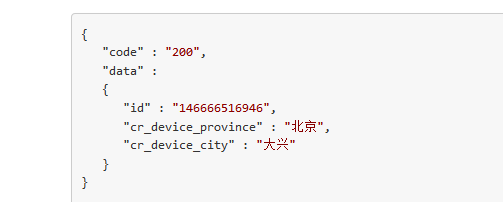 {
"code" : "200",
"data" :
{
"id" : "146666516946",
"cr_device_province" : "北京",
"cr_device_city" : "大兴"
}
}